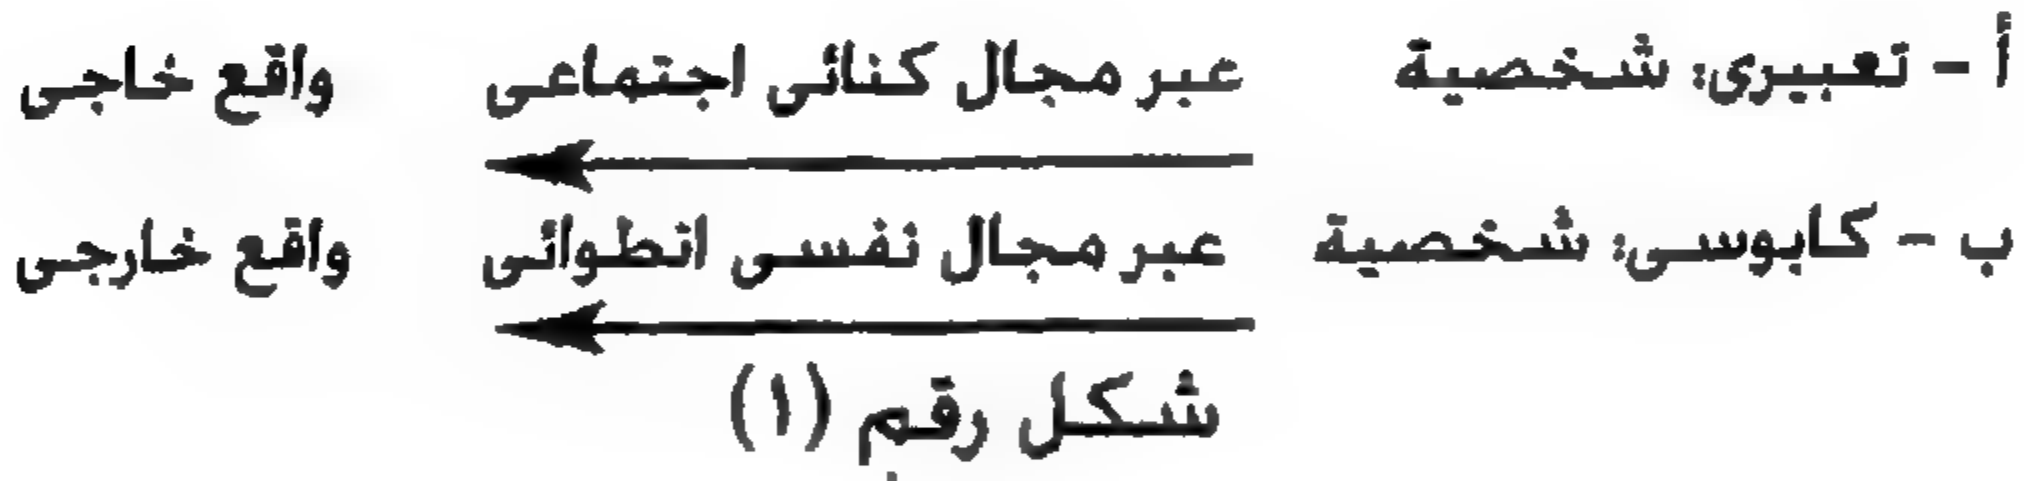 أ - تعبيرى: شخصية عبر مجال كنائى اجتماعى واقع خاجى
ب - كابوسى: شخصية عبر مجال نفسى انطوائى واقع خارجى
شكل رقم (١)